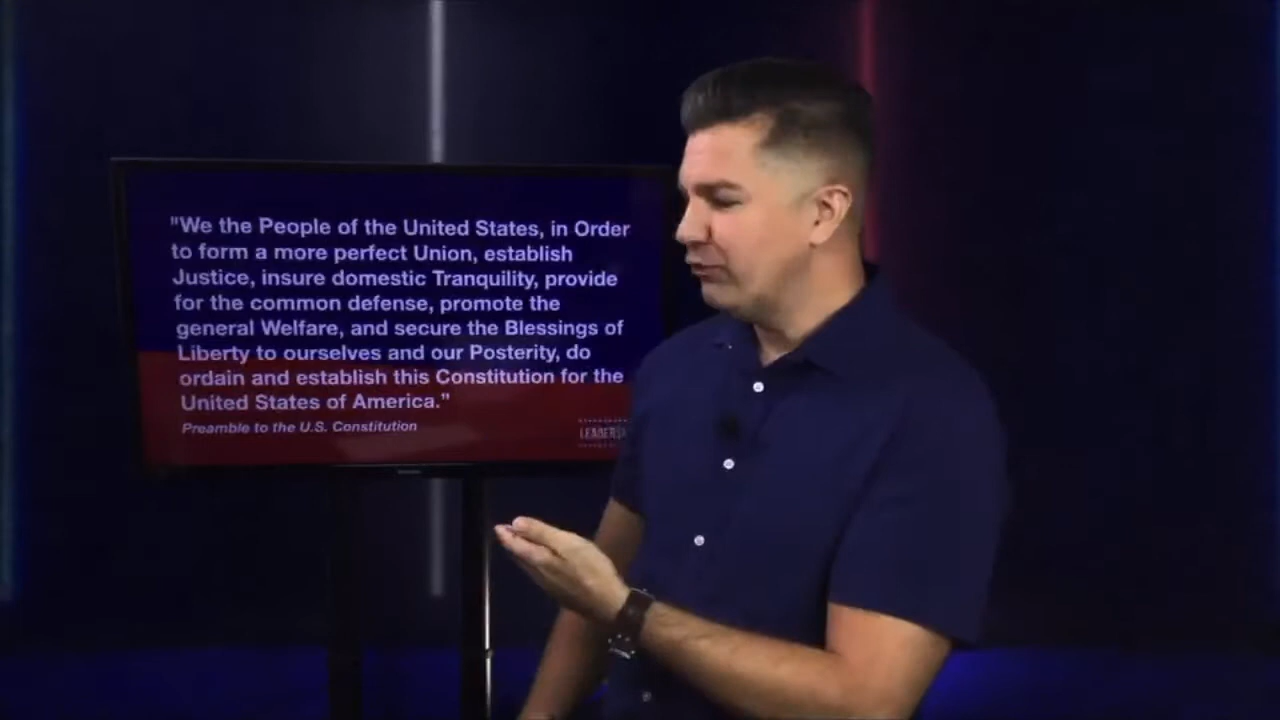 "We the People of the United States, in Order
to form a more perfect Union, establish
Justice, insure domestic Tranquility, provide
for the common defense, promote the
general Welfare, and secure the Blessings of
Liberty to ourselves and our Posterity, do
ordain and establish this Constitution for the
United States of America."
Preamble to the U.S. Constitution